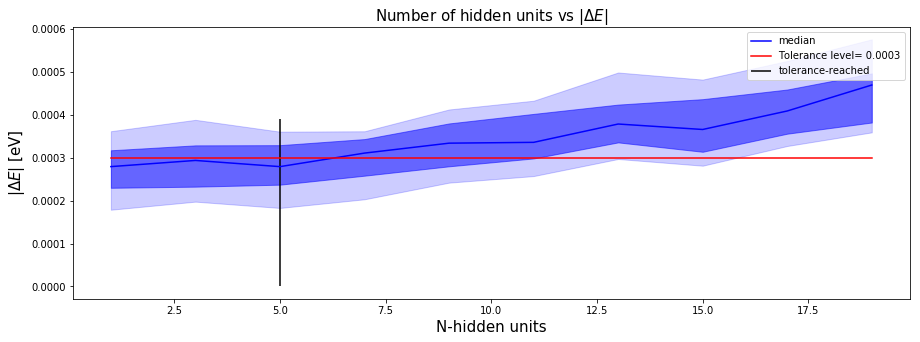 Number of hidden units vs |ΔE|
0.0006
0.0005
0.0004
0.0003
0.0002
0.0001
0.0000
|ΔE| [eV]
median
Tolerance level= 0.0003
tolerance-reached
2.5 5.0 7.5 10.0 12.5 15.0 17.5
N-hidden units